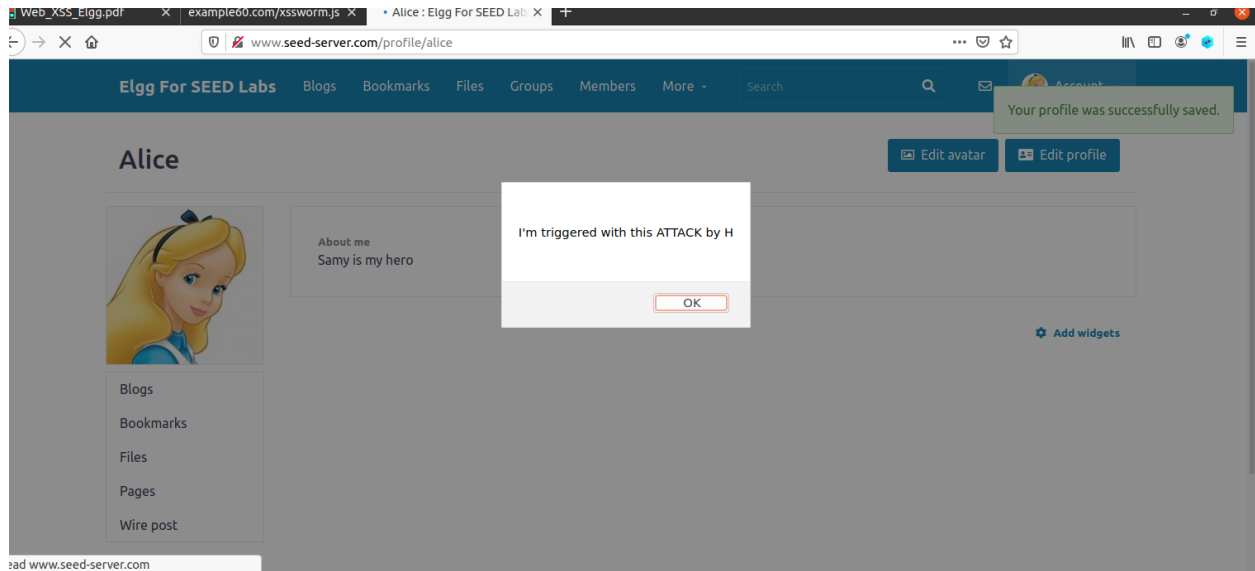 Web_XSS_Elgg.pdf × example60.com/xssworm.js × • Alice : Elgg For SEED Lab × +
www.seed-server.com/profile/alice
Elgg For SEED Labs Blogs Bookmarks Files Groups Members More Search Account
Your profile was successfully saved.
Alice Edit avatar Edit profile
I'm triggered with this ATTACK by H
About me
Samy is my hero
OK
Add widgets
Blogs
Bookmarks
Files
Pages
Wire post
ead www.seed-server.com